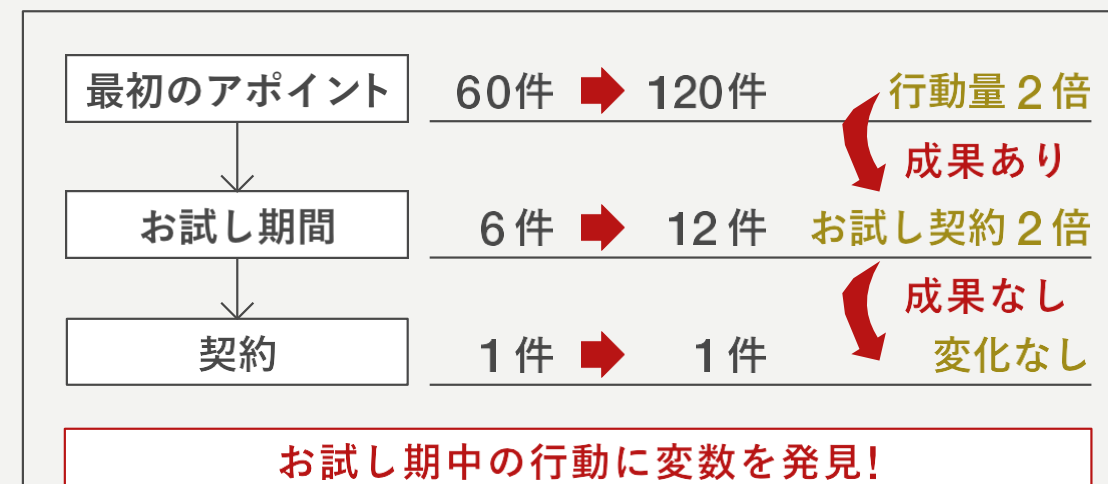 最初のアポイント 60件 120件 行動量2倍
成果あり
お試し期間 6件 12件 お試し契約2倍
成果なし
契約 1件 1件 変化なし
お試し期中の行動に変数を発見!